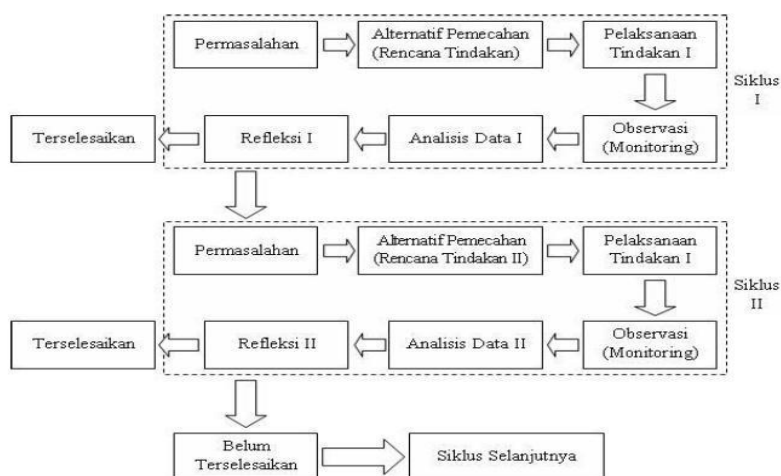 Permasalahan
Alternatif Pemecahan
(Rencana Tindakan)
Pelaksanaan
Tindakan I
Siklus
I
Terselesaikan
Refleksi I
Analisis Data I
Observasi
(Monitoring)
Permasalahan
Alternatif Pemecahan
(Rencana Tindakan II)
Pelaksanaan
Tindakan I
Siklus
II
Terselesaikan
Refleksi II
Analisis Data II
Observasi
(Monitoring)
Belum
Terselesaikan
Siklus Selanjutnya